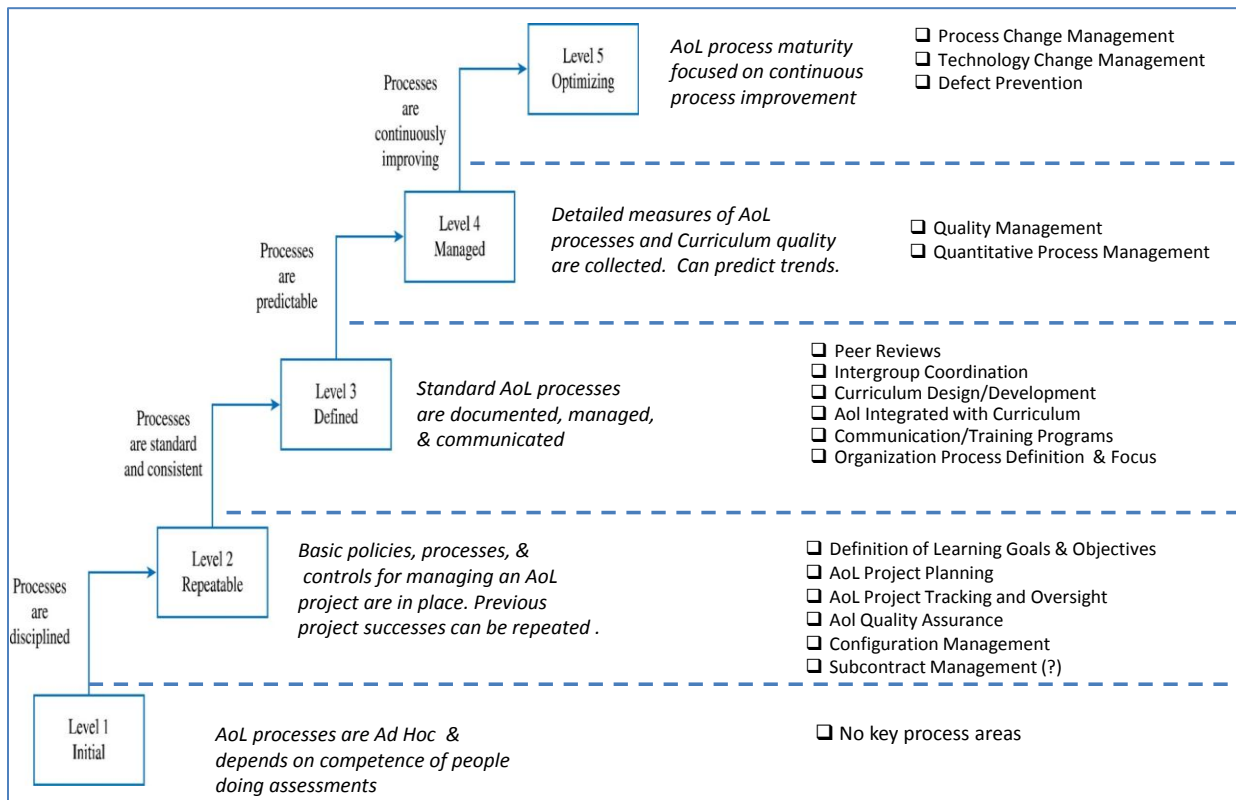 Level 5
Optimizing
AoL process maturity
focused on continuous
process improvement
❑ Process Change Management
❑ Technology Change Management
❑ Defect Prevention
Processes
are
continuously
improving
Level 4
Managed
Detailed measures of AoL
processes and Curriculum quality
are collected. Can predict trends.
❑ Quality Management
❑ Quantitative Process Management
Processes
are
predictable
Level 3
Defined
Standard AoL processes
are documented, managed,
& communicated
❑ Peer Reviews
❑ Intergroup Coordination
❑ Curriculum Design/Development
❑ Aol Integrated with Curriculum
❑ Communication/Training Programs
❑ Organization Process Definition & Focus
Processes
are standard
and consistent
Level 2
Repeatable
Basic policies, processes, &
controls for managing an AoL
project are in place. Previous
project successes can be repeated .
❑ Definition of Learning Goals & Objectives
❑ AoL Project Planning
❑ AoL Project Tracking and Oversight
❑ Aol Quality Assurance
❑ Configuration Management
❑ Subcontract Management (?)
Processes
are
disciplined
Level 1
Initial
AoL processes are Ad Hoc &
depends on competence of people
doing assessments
❑ No key process areas